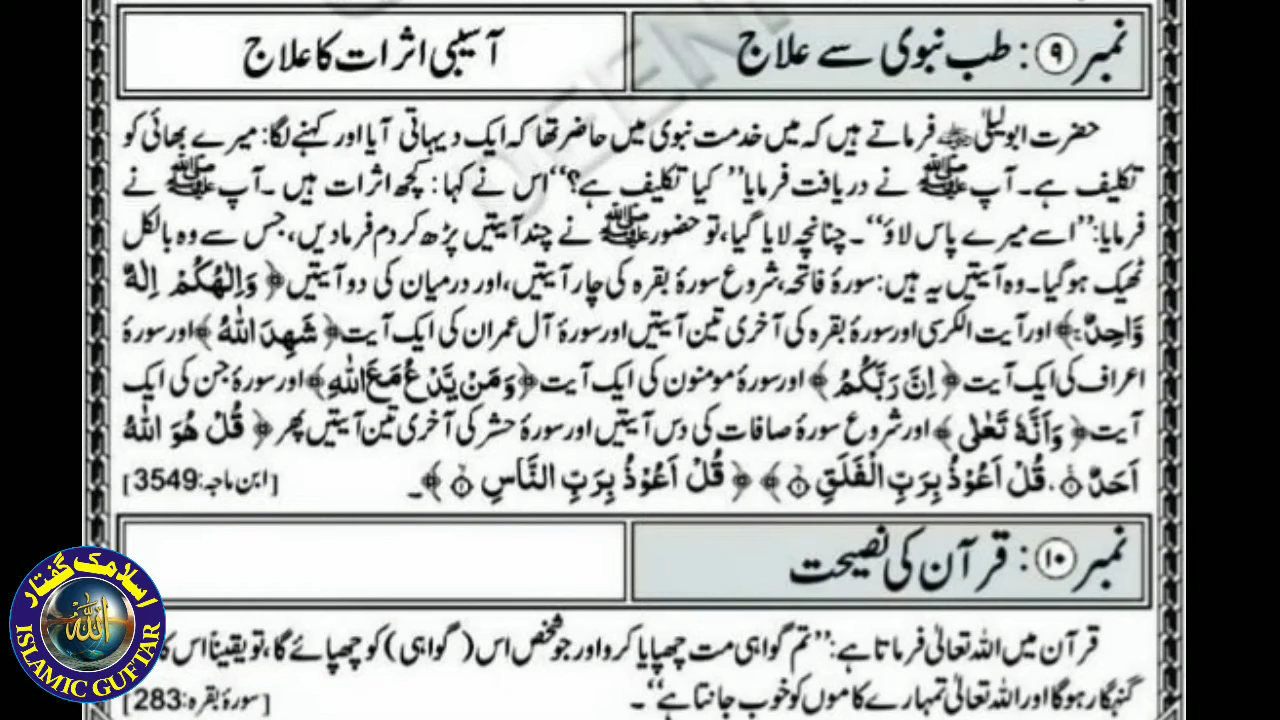 نمبر ۹ : طب نبوی سے علاج
آسیبی اثرات کا علاج
حضرت ابو لیلیٰ ؓ فرماتے ہیں کہ میں خدمت نبوی میں حاضر تھا کہ ایک دیہاتی آیا اور کہنے لگا: میرے بھائی کو
تکلیف ہے۔ آپ ﷺ نے دریافت فرمایا ”کیا تکلیف ہے؟“ اس نے کہا: کچھ اثرات ہیں۔ آپ ﷺ نے
فرمایا: ”اسے میرے پاس لاؤ“۔ چنانچہ لایا گیا، تو حضور ﷺ نے چند آیتیں پڑھ کر دم فرمادیں، جس سے وہ بالکل
ٹھیک ہو گیا۔ وہ آیتیں یہ ہیں: سورۂ فاتحہ، شروع سورۂ بقرہ کی چار آیتیں، اور درمیان کی دو آیتیں ﴿ وَاِلٰهُكُمْ اِلٰهٌ
وَّاحِدٌ ﴾ اور آیت الکرسی اور سورۂ بقرہ کی آخری تین آیتیں اور سورۂ آل عمران کی ایک آیت ﴿ شَهِدَ اللّٰهُ ﴾ اور سورۂ
اعراف کی ایک آیت ﴿ اِنَّ رَبَّكُمُ ﴾ اور سورۂ مومنون کی ایک آیت ﴿ وَمَنْ يَّدْعُ مَعَ اللّٰهِ ﴾ اور سورۂ جن کی ایک
آیت ﴿ وَاَنَّهٗ تَعٰلٰى ﴾ اور شروع سورۂ صافات کی دس آیتیں اور سورۂ حشر کی آخری تین آیتیں پھر ﴿ قُلْ هُوَ اللّٰهُ
اَحَدٌ ۝۱، قُلْ اَعُوْذُ بِرَبِّ الْفَلَقِ ۝۱ ﴾ ﴿ قُلْ اَعُوْذُ بِرَبِّ النَّاسِ ۝۱ ﴾۔ [ابن ماجہ: 3549]
نمبر ۱۰ : قرآن کی نصیحت
قرآن میں اللہ تعالیٰ فرماتا ہے: ”تم گواہی مت چھپایا کرو اور جو شخص اس (گواہی) کو چھپائے گا، تو یقیناً اس
گنہگار ہوگا اور اللہ تعالیٰ تمہارے کاموں کو خوب جانتا ہے“۔ [سورۂ بقرہ: 283]
اسلامک گفتار
اللّٰه
ISLAMIC GUFTAR